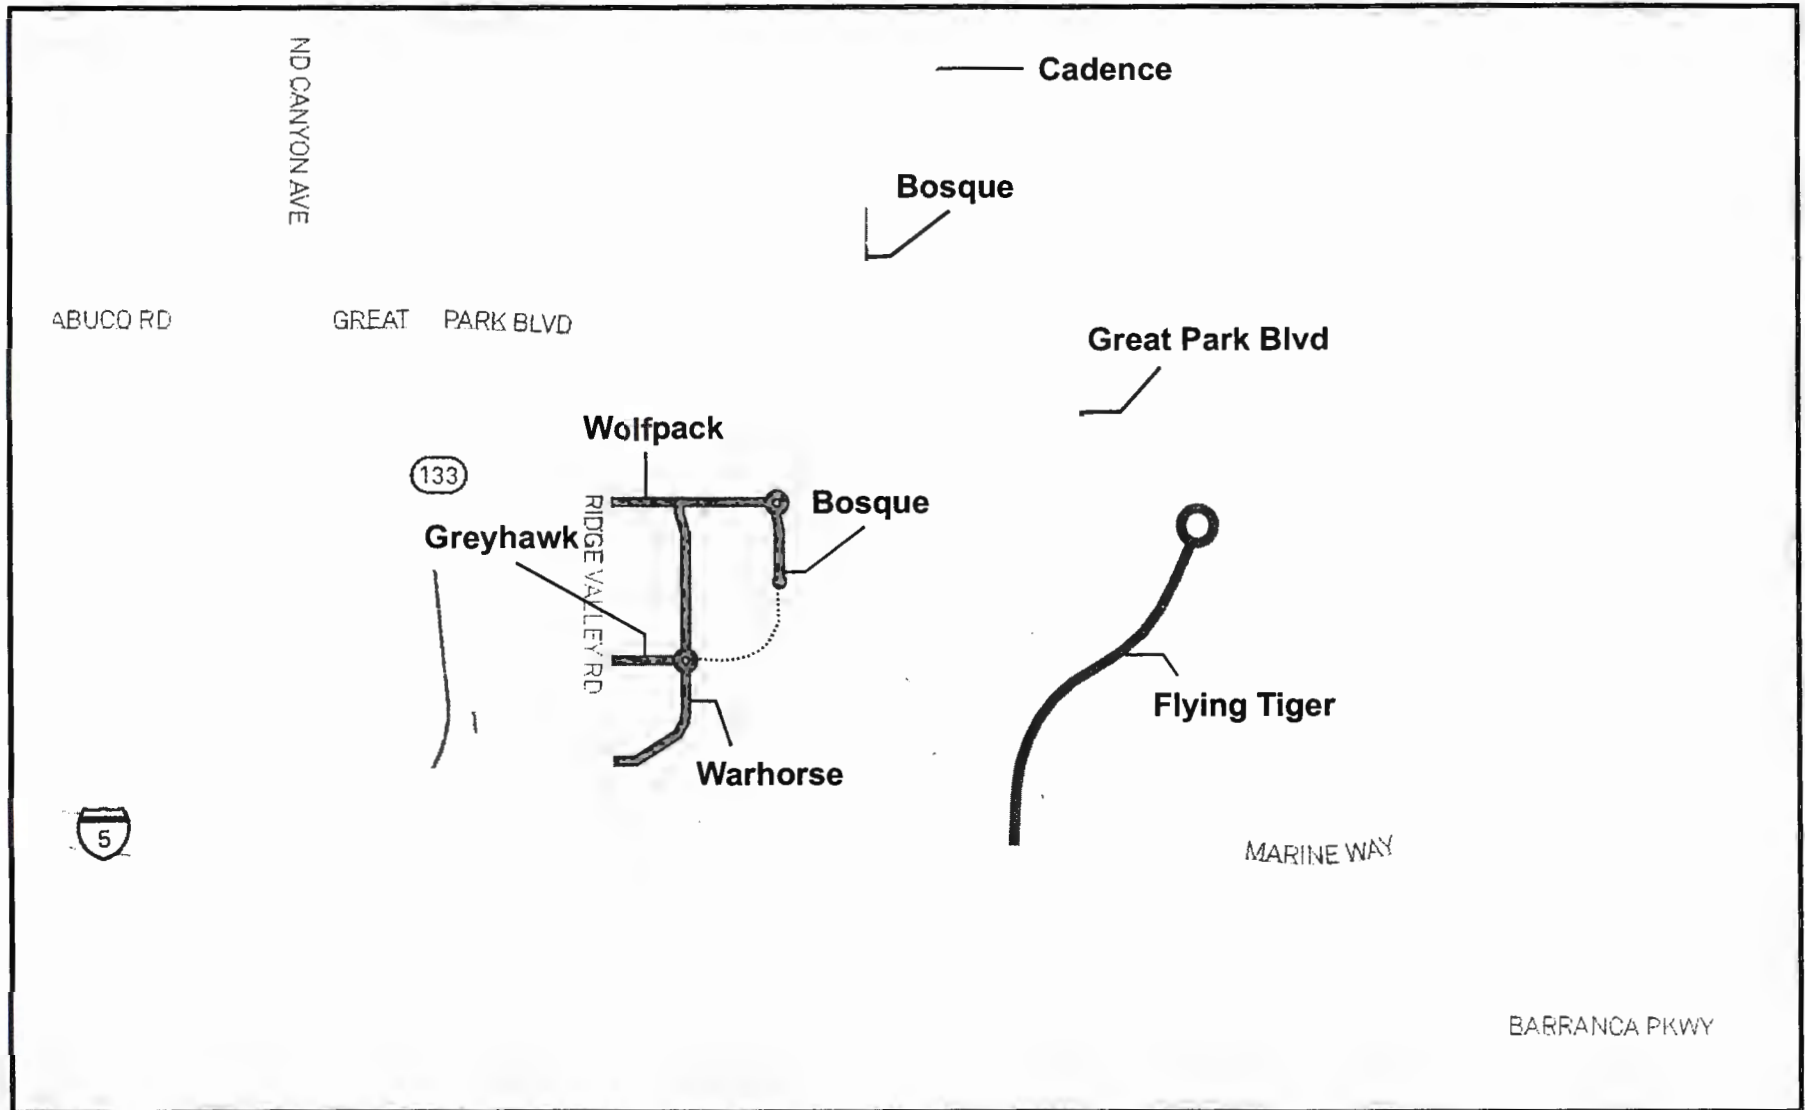 ND CANYON AVE
Cadence
Bosque
ABUCO RD
GREAT PARK BLVD
Great Park Blvd
Wolfpack
133
Bosque
Greyhawk
RIDGE VALLEY RD
Flying Tiger
Warhorse
5
MARINE WAY
BARRANCA PKWY